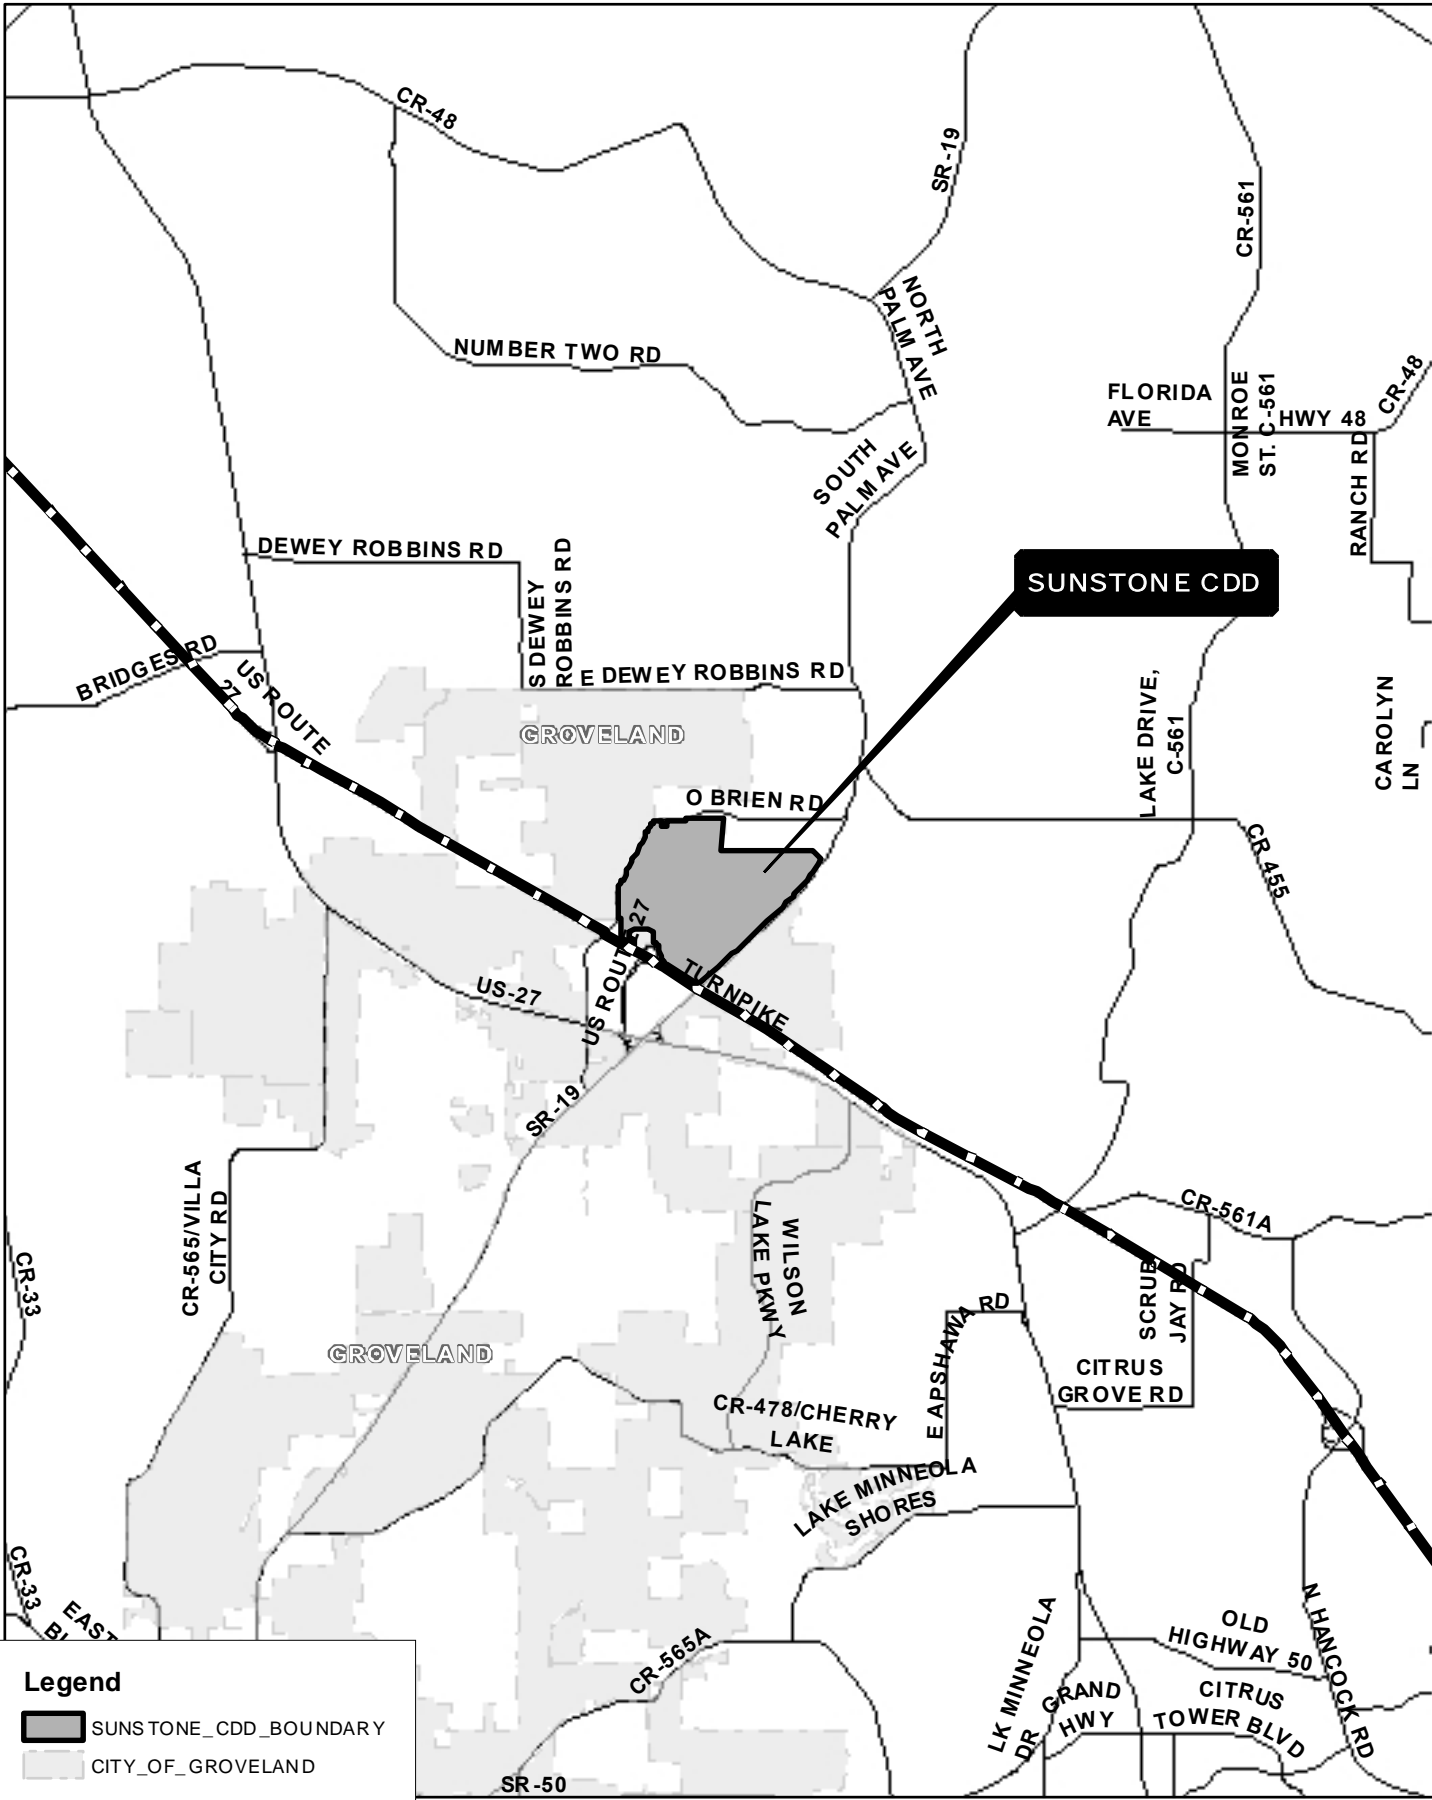 CR-48
SR-19
CR-561
NORTH
PALM AVE
NUMBER TWO RD
FLORIDA
AVE
MONROE
ST. C-561
HWY 48
CR-48
RANCH RD
SOUTH
PALM AVE
DEWEY ROBBINS RD
S DEWEY
ROBBINS RD
SUNSTONE CDD
BRIDGES RD
US ROUTE
27
E DEWEY ROBBINS RD
GROVELAND
LAKE DRIVE,
C-561
CAROLYN
LN
O BRIEN RD
CR 455
US ROUTE 27
TURNPIKE
US-27
SR-19
CR-565/VILLA
CITY RD
WILSON
LAKE PKWY
CR-561A
CR-33
SCRUB
JAY RD
E APSHAWA RD
GROVELAND
CITRUS
GROVE RD
CR-478/CHERRY
LAKE
LAKE MINNEOLA
SHORES
CR-33
EAST
N HANCOCK RD
LK MINNEOLA
DR
OLD
HIGHWAY 50
CR-565A
GRAND
HWY
CITRUS
TOWER BLVD
SR-50
Legend
SUNSTONE_CDD_BOUNDARY
CITY_OF_GROVELAND